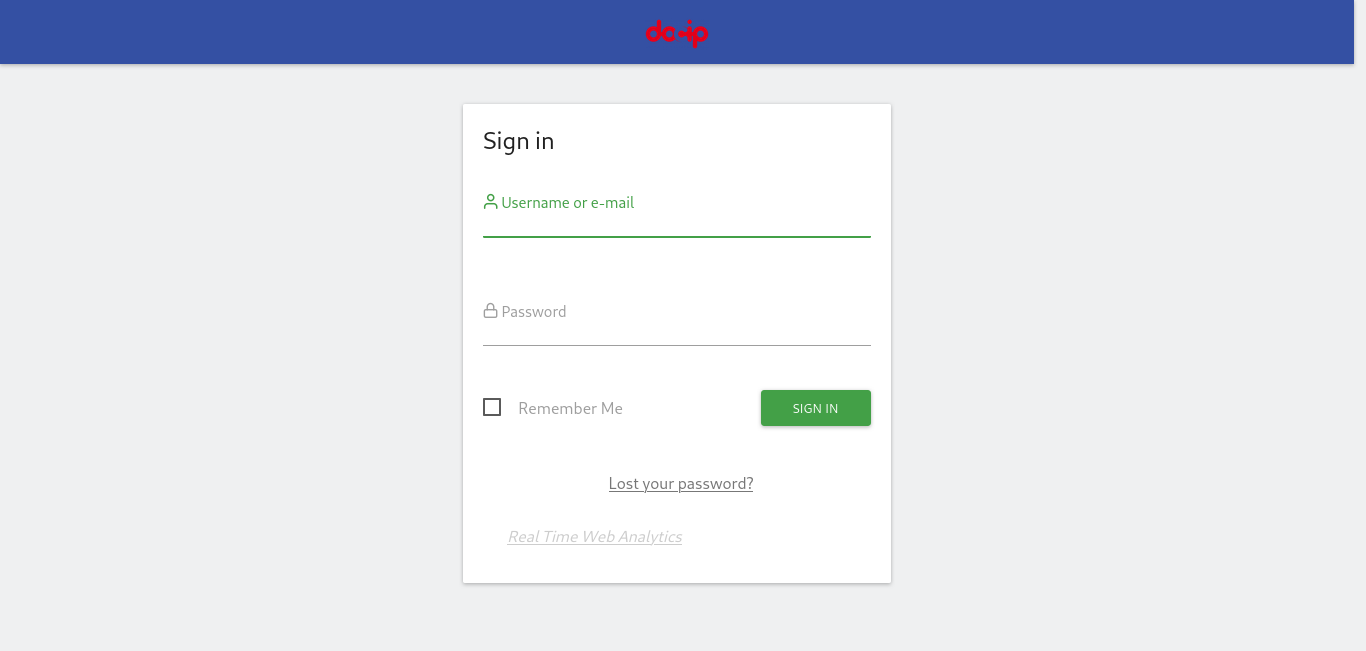 dc-ip
Sign in
Username or e-mail
Password
Remember Me
SIGN IN
Lost your password?
Real Time Web Analytics